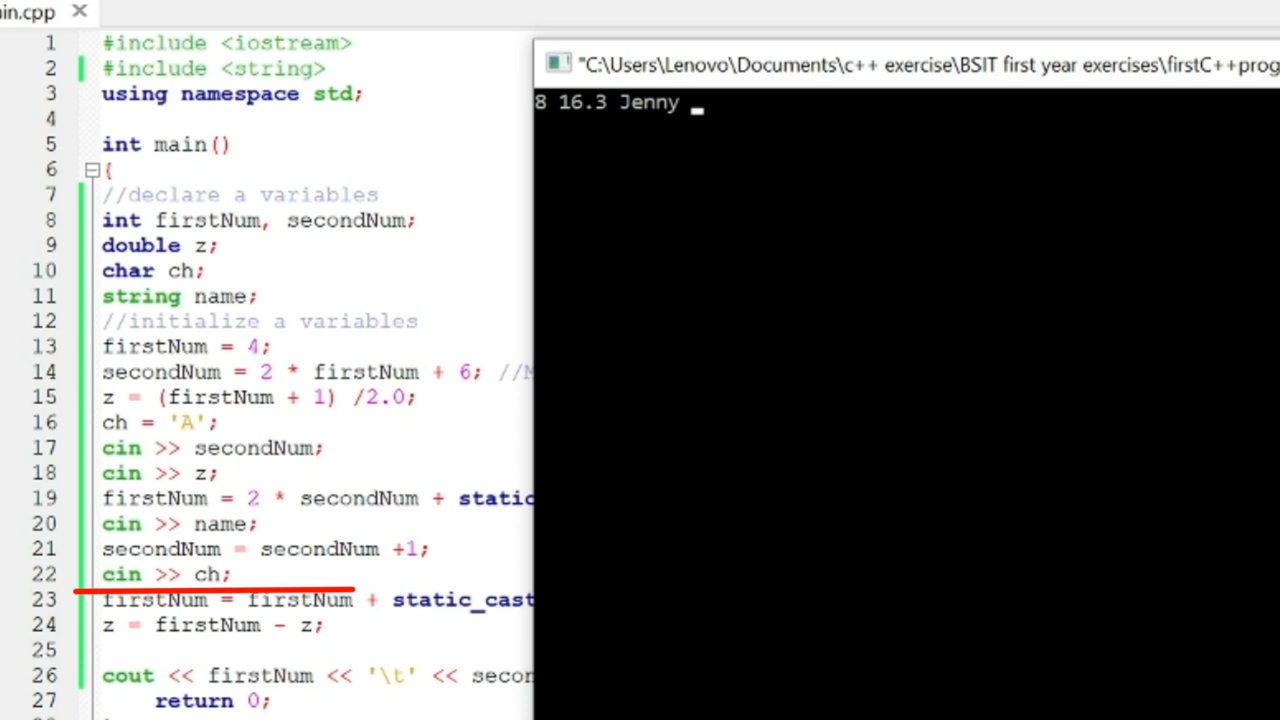 in.cpp
1 #include <iostream>
2 #include <string>
3 using namespace std;
4
5 int main()
6 {
7 //declare a variables
8 int firstNum, secondNum;
9 double z;
10 char ch;
11 string name;
12 //initialize a variables
13 firstNum = 4;
14 secondNum = 2 * firstNum + 6; //
15 z = (firstNum + 1) /2.0;
16 ch = 'A';
17 cin >> secondNum;
18 cin >> z;
19 firstNum = 2 * secondNum + static
20 cin >> name;
21 secondNum = secondNum +1;
22 cin >> ch;
23 firstNum = firstNum + static_cast
24 z = firstNum - z;
25
26 cout << firstNum << '\t' << secon
27 return 0;
"C:\Users\Lenovo\Documents\c++ exercise\BSIT first year exercises\firstC++prog
8 16.3 Jenny